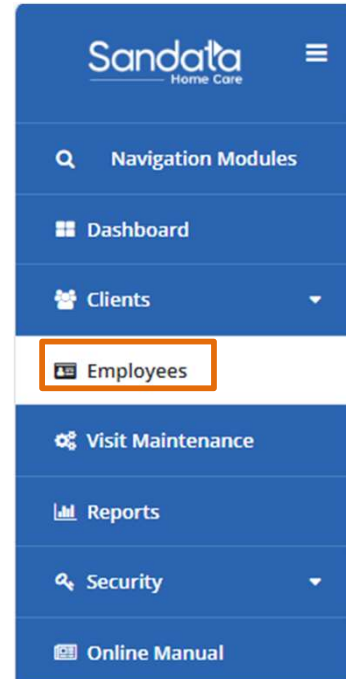 Sandata
Home Care
Navigation Modules
Dashboard
Clients
Employees
Visit Maintenance
Reports
Security
Online Manual